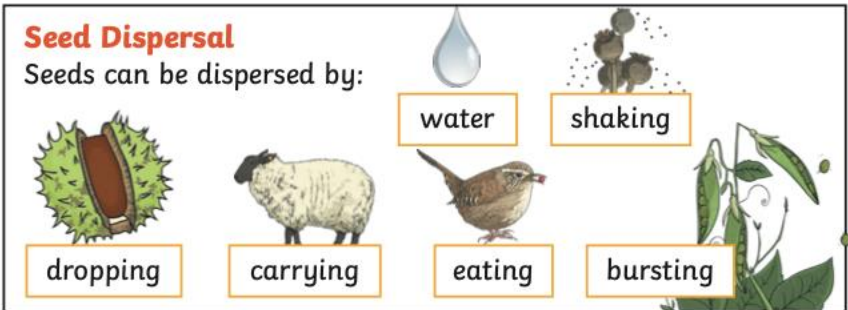 Seed Dispersal
Seeds can be dispersed by:
water
shaking
dropping
carrying
eating
bursting